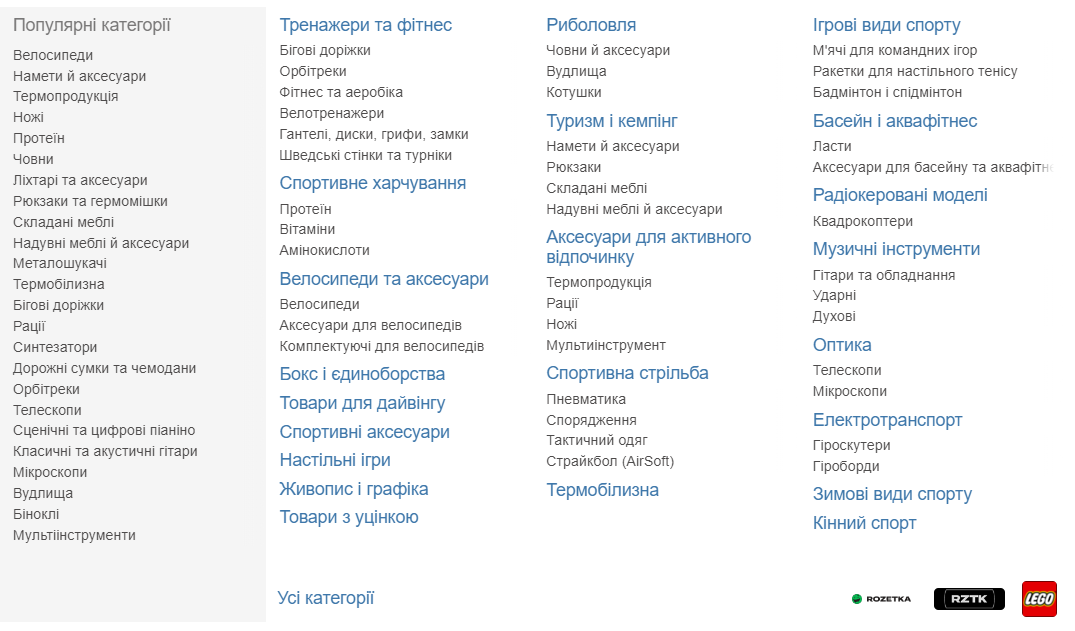 Популярні категорії
Велосипеди
Намети й аксесуари
Термопродукція
Ножі
Протеїн
Човни
Ліхтарі та аксесуари
Рюкзаки та гермомішки
Складані меблі
Надувні меблі й аксесуари
Металошукачі
Термобілизна
Бігові доріжки
Рації
Синтезатори
Дорожні сумки та чемодани
Орбітреки
Телескопи
Сценічні та цифрові піаніно
Класичні та акустичні гітари
Мікроскопи
Вудлища
Біноклі
Мультіінструменти
Тренажери та фітнес
Бігові доріжки
Орбітреки
Фітнес та аеробіка
Велотренажери
Гантелі, диски, грифи, замки
Шведські стінки та турніки
Спортивне харчування
Протеїн
Вітаміни
Амінокислоти
Велосипеди та аксесуари
Велосипеди
Аксесуари для велосипедів
Комплектуючі для велосипедів
Бокс і єдиноборства
Товари для дайвінгу
Спортивні аксесуари
Настільні ігри
Живопис і графіка
Товари з уцінкою
Риболовля
Човни й аксесуари
Вудлища
Котушки
Туризм і кемпінг
Намети й аксесуари
Рюкзаки
Складані меблі
Надувні меблі й аксесуари
Аксесуари для активного
відпочинку
Термопродукція
Рації
Ножі
Мультиінструмент
Спортивна стрільба
Пневматика
Спорядження
Тактичний одяг
Страйкбол (AirSoft)
Термобілизна
Ігрові види спорту
М'ячі для командних ігор
Ракетки для настільного тенісу
Бадмінтон і спідмінтон
Басейн і аквафітнес
Ласти
Аксесуари для басейну та аквафітне
Радіокеровані моделі
Квадрокоптери
Музичні інструменти
Гітари та обладнання
Ударні
Духові
Оптика
Телескопи
Мікроскопи
Електротранспорт
Гіроскутери
Гіроборди
Зимові види спорту
Кінний спорт
Усі категорії
ROZETKA
RZTK
LEGO